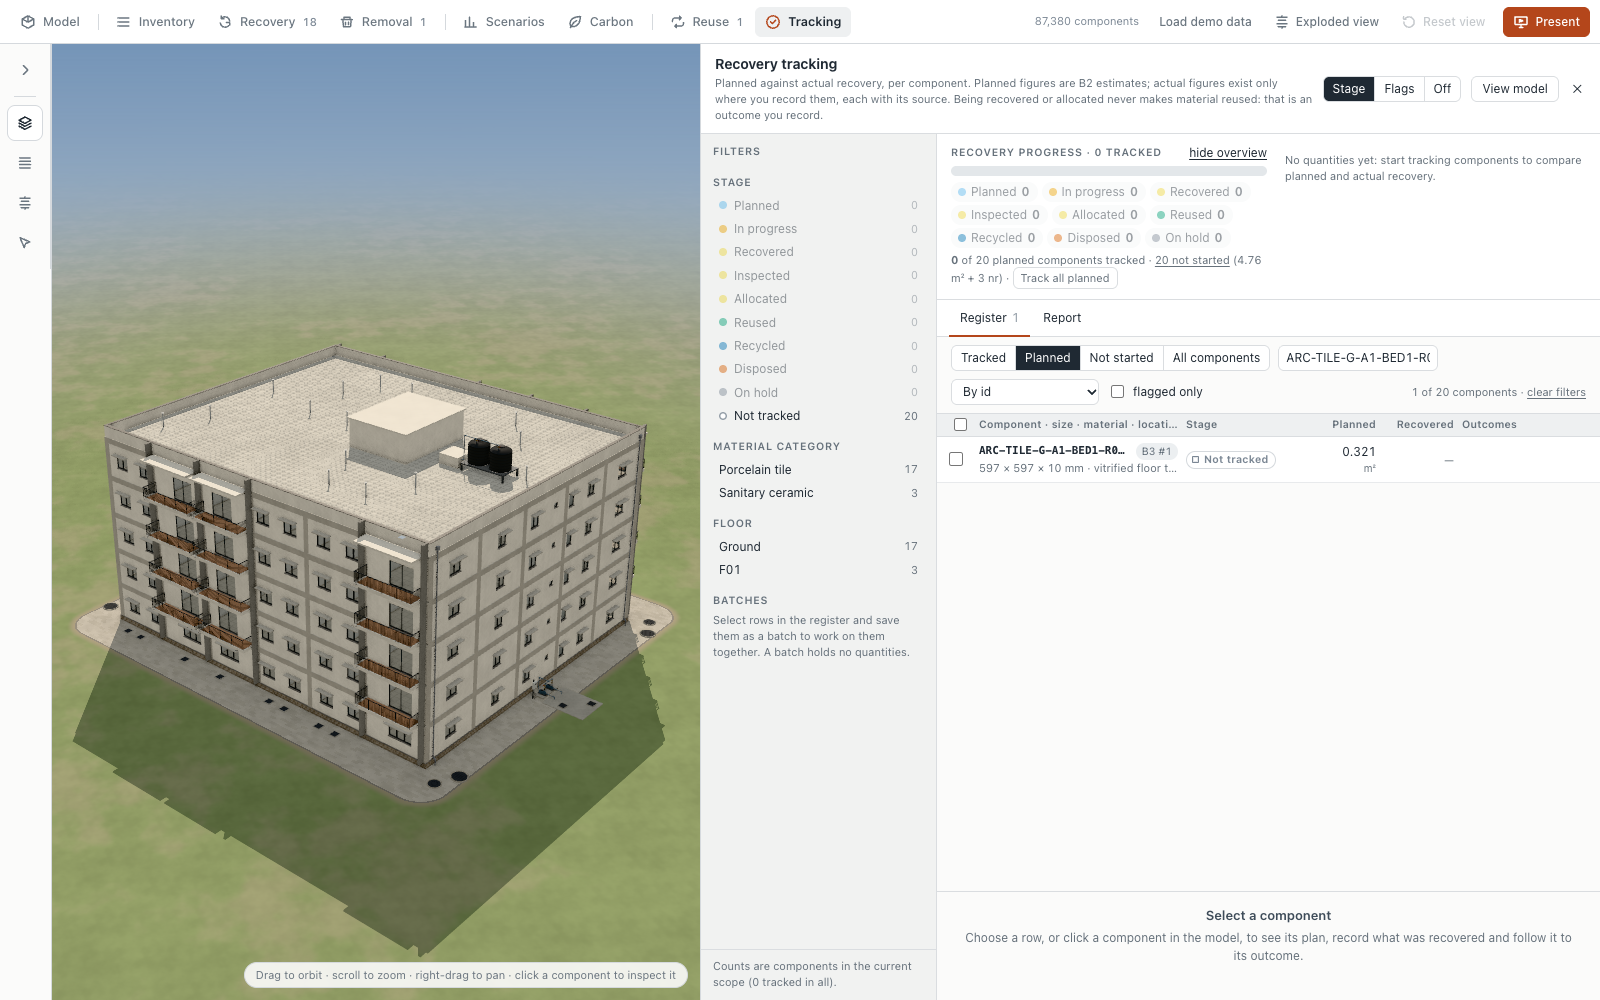 Model
Inventory
Recovery 18
Removal 1
Scenarios
Carbon
Reuse 1
Tracking
87,380 components
Load demo data
Exploded view
Reset view
Present
Recovery tracking
Planned against actual recovery, per component. Planned figures are B2 estimates; actual figures exist only
where you record them, each with its source. Being recovered or allocated never makes material reused: that is an
outcome you record.
Stage
Flags
Off
View model
FILTERS
STAGE
Planned 0
In progress 0
Recovered 0
Inspected 0
Allocated 0
Reused 0
Recycled 0
Disposed 0
On hold 0
Not tracked 20
MATERIAL CATEGORY
Porcelain tile 17
Sanitary ceramic 3
FLOOR
Ground 17
F01 3
BATCHES
Select rows in the register and save
them as a batch to work on them
together. A batch holds no quantities.
Counts are components in the current
scope (0 tracked in all).
RECOVERY PROGRESS · 0 TRACKED
hide overview
Planned 0 In progress 0 Recovered 0
Inspected 0 Allocated 0 Reused 0
Recycled 0 Disposed 0 On hold 0
0 of 20 planned components tracked · 20 not started (4.76
m² + 3 nr) · Track all planned
No quantities yet: start tracking components to compare
planned and actual recovery.
Register 1
Report
Tracked
Planned
Not started
All components
ARC-TILE-G-A1-BED1-R(
By id
flagged only
1 of 20 components · clear filters
Component · size · material · locati... Stage Planned Recovered Outcomes
ARC-TILE-G-A1-BED1-R0... B3 #1
597 × 597 × 10 mm · vitrified floor t...
Not tracked
0.321
m²
—
Select a component
Choose a row, or click a component in the model, to see its plan, record what was recovered and follow it to
its outcome.
Drag to orbit · scroll to zoom · right-drag to pan · click a component to inspect it